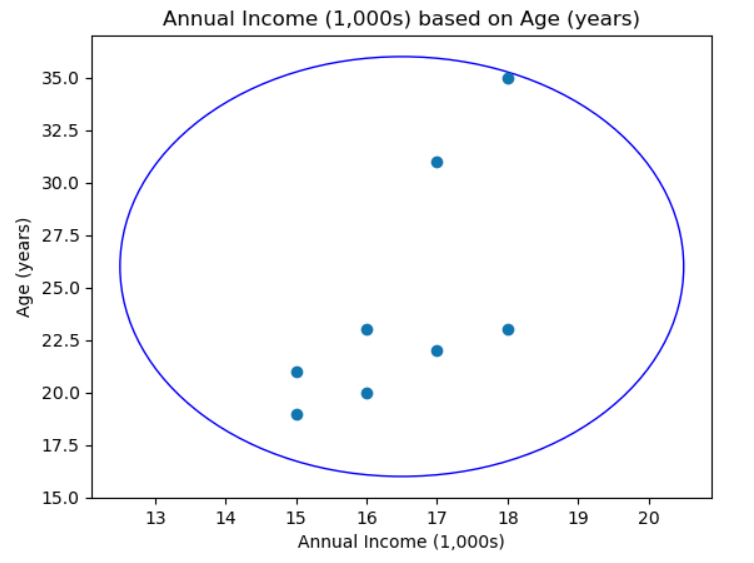 Annual Income (1,000s) based on Age (years)
35.0
32.5
30.0
27.5
25.0
22.5
20.0
17.5
15.0
Age (years)
13 14 15 16 17 18 19 20
Annual Income (1,000s)